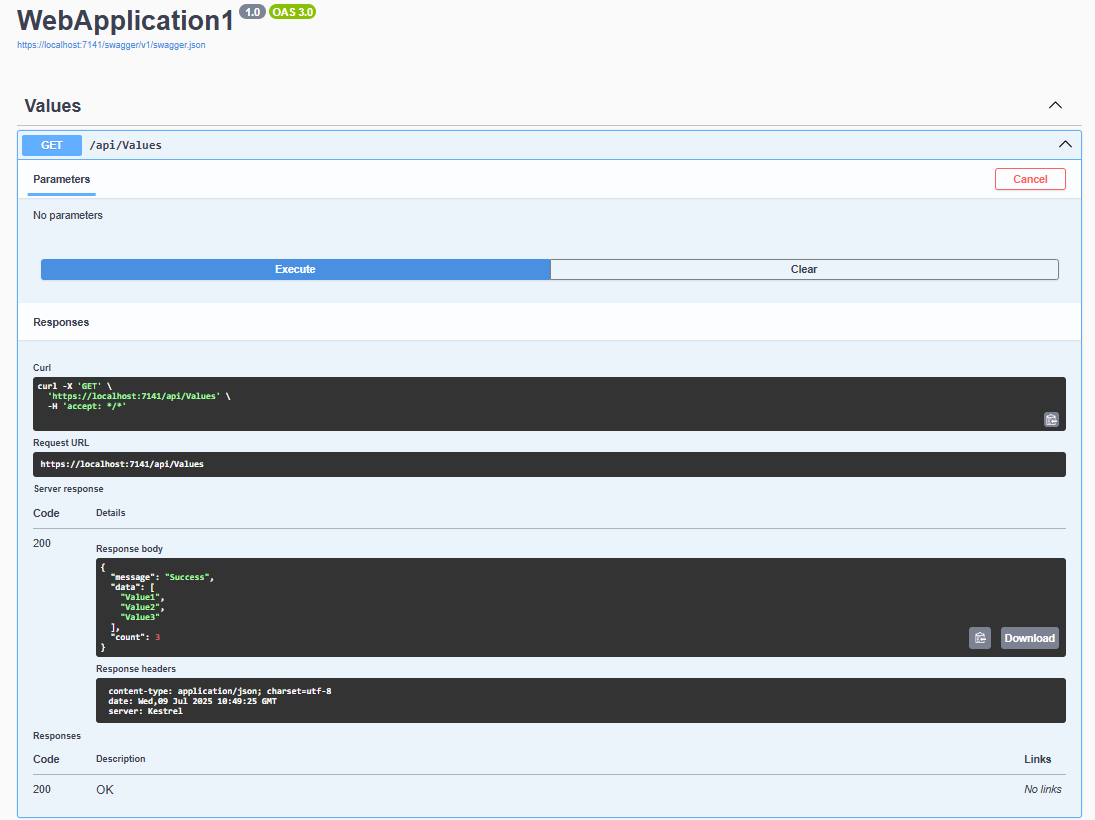 WebApplication1 1.0 OAS 3.0
https://localhost:7141/swagger/v1/swagger.json
Values
GET /api/Values
Parameters Cancel
No parameters
Execute Clear
Responses
Curl
curl -X 'GET' \
  'https://localhost:7141/api/Values' \
  -H 'accept: */*'
Request URL
https://localhost:7141/api/Values
Server response
Code Details
200
Response body
{
  "message": "Success",
  "data": [
    "Value1",
    "Value2",
    "Value3"
  ],
  "count": 3
}
Download
Response headers
content-type: application/json; charset=utf-8
date: Wed,09 Jul 2025 10:49:25 GMT
server: Kestrel
Responses
Code Description Links
200 OK No links